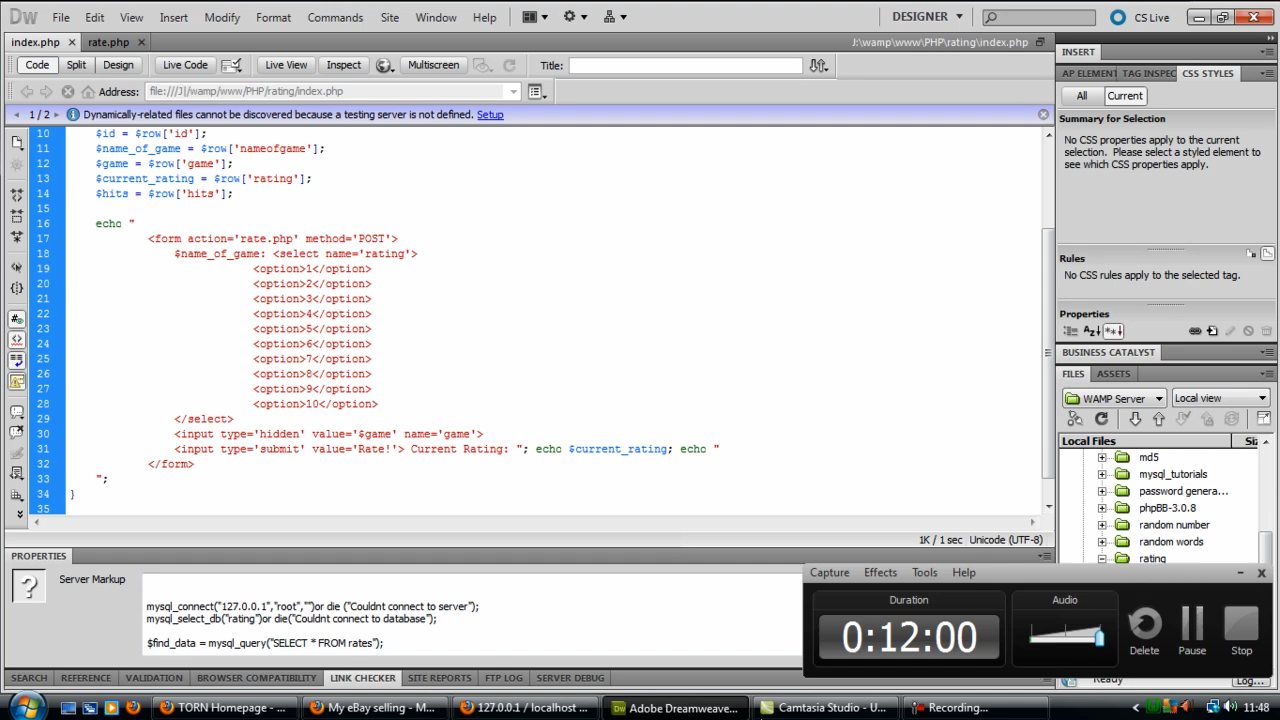 Dw File Edit View Insert Modify Format Commands Site Window Help DESIGNER CS Live
index.php × rate.php × J:\wamp\www\PHP\rating\index.php
Code Split Design Live Code Live View Inspect Multiscreen Title:
Address: file:///J|/wamp/www/PHP/rating/index.php
1 / 2 Dynamically-related files cannot be discovered because a testing server is not defined. Setup
10 $id = $row['id'];
11 $name_of_game = $row['nameofgame'];
12 $game = $row['game'];
13 $current_rating = $row['rating'];
14 $hits = $row['hits'];
15
16 echo "
17 <form action='rate.php' method='POST'>
18 $name_of_game: <select name='rating'>
19 <option>1</option>
20 <option>2</option>
21 <option>3</option>
22 <option>4</option>
23 <option>5</option>
24 <option>6</option>
25 <option>7</option>
26 <option>8</option>
27 <option>9</option>
28 <option>10</option>
29 </select>
30 <input type='hidden' value='$game' name='game'>
31 <input type='submit' value='Rate!'> Current Rating: "; echo $current_rating; echo "
32 </form>
33 ";
34 }
35
1K / 1 sec Unicode (UTF-8)
PROPERTIES
? Server Markup
mysql_connect("127.0.0.1","root","")or die ("Couldnt connect to server");
mysql_select_db("rating")or die("Couldnt connect to database");
$find_data = mysql_query("SELECT * FROM rates");
SEARCH REFERENCE VALIDATION BROWSER COMPATIBILITY LINK CHECKER SITE REPORTS FTP LOG SERVER DEBUG
INSERT
AP ELEMENT TAG INSPEC CSS STYLES
All Current
Summary for Selection
No CSS properties apply to the current
selection. Please select a styled element to
see which CSS properties apply.
Rules
No CSS rules apply to the selected tag.
Properties
BUSINESS CATALYST
FILES ASSETS
WAMP Server Local view
Local Files Siz
md5
mysql_tutorials
password genera...
phpBB-3.0.8
random number
random words
rating
Capture Effects Tools Help
Duration
0:12:00
Audio
Delete Pause Stop
Ready Log...
TORN Homepage - ... My eBay selling - M... 127.0.0.1 / localhost ... Adobe Dreamweave... Camtasia Studio - U... Recording... 11:48